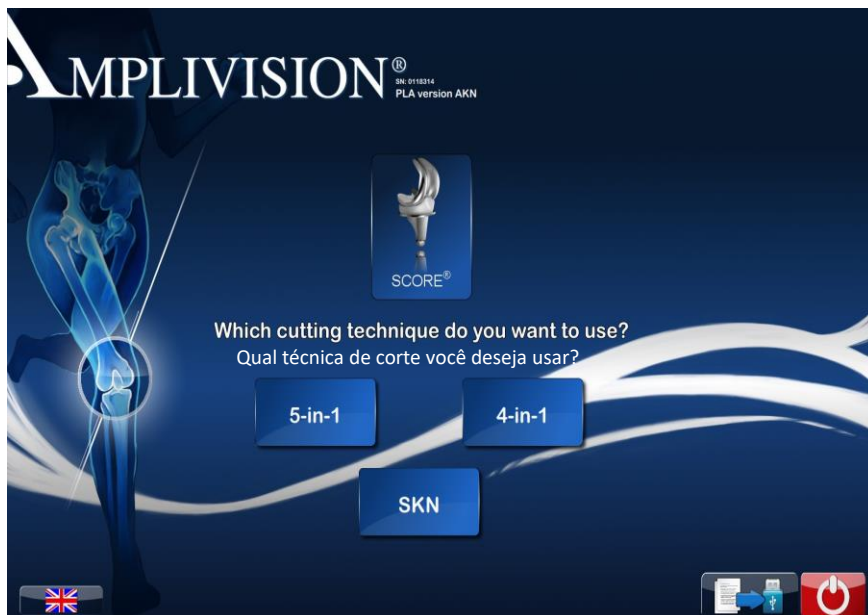 AMPLIVISION®
SN: 0118314
PLA version AKN
SCORE®
Which cutting technique do you want to use?
Qual técnica de corte você deseja usar?
5-in-1
4-in-1
SKN